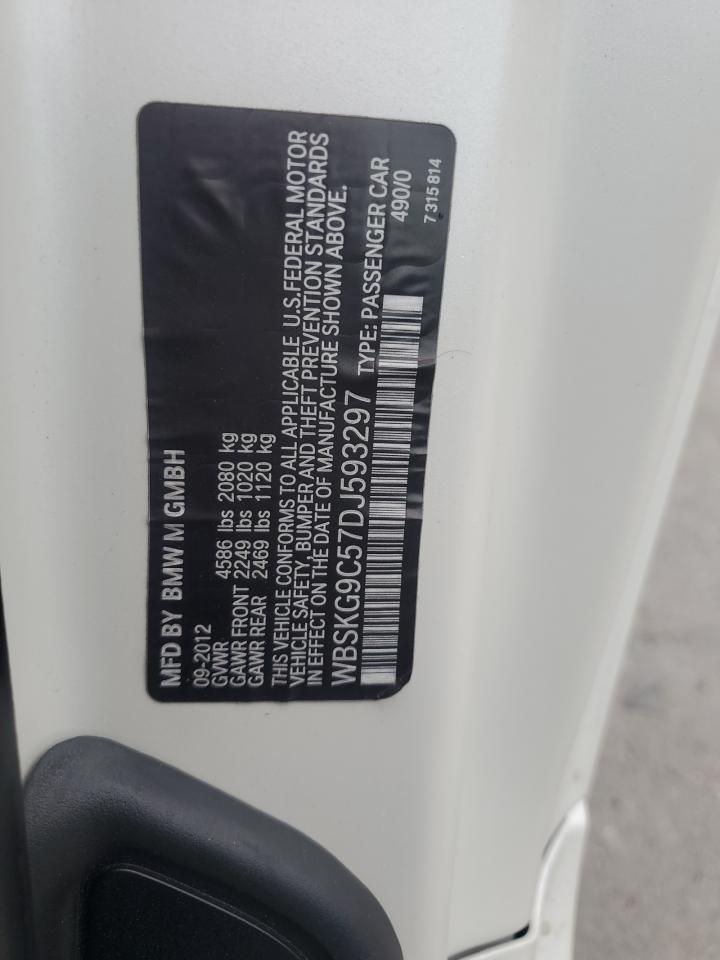 MFD BY BMW M GMBH
09-2012
GVWR 4586 lbs 2080 kg
GAWR FRONT 2249 lbs 1020 kg
GAWR REAR 2469 lbs 1120 kg
THIS VEHICLE CONFORMS TO ALL APPLICABLE U.S.FEDERAL MOTOR
VEHICLE SAFETY, BUMPER AND THEFT PREVENTION STANDARDS
IN EFFECT ON THE DATE OF MANUFACTURE SHOWN ABOVE.
WBSKG9C57DJ593297 TYPE: PASSENGER CAR
490/0
7 315 814